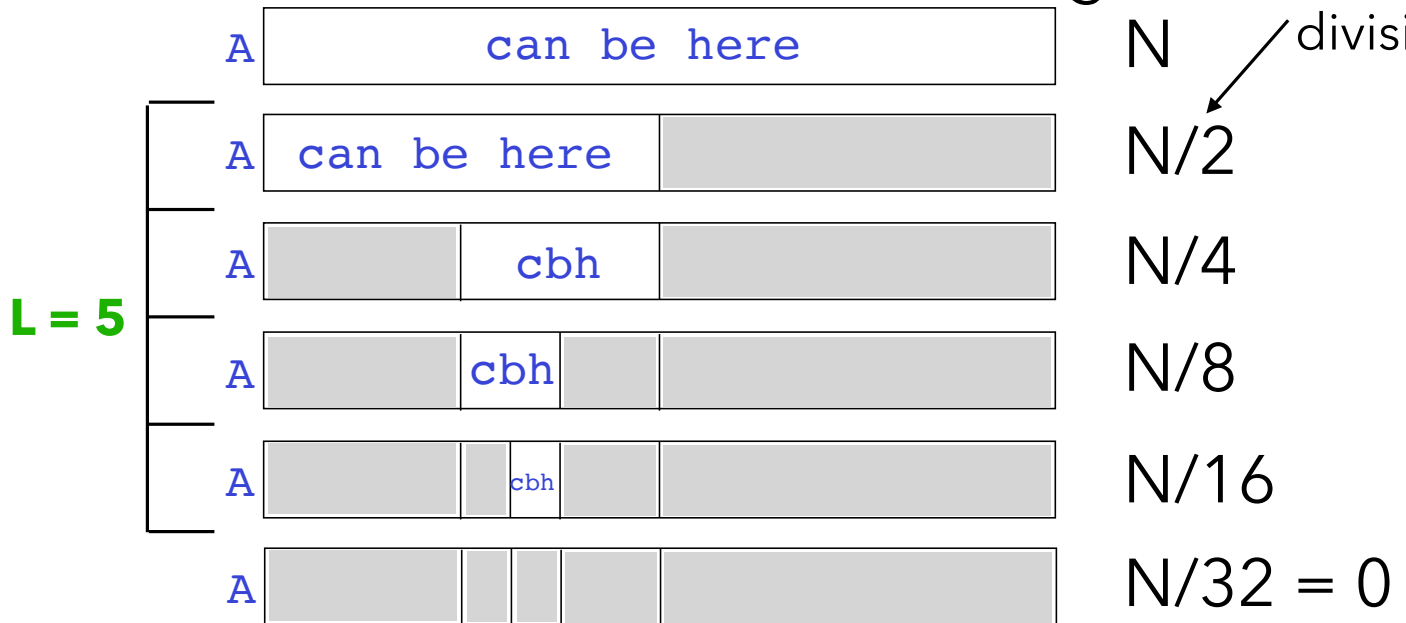 A can be here N
divisi
A can be here N/2
A cbh N/4
L = 5
A cbh N/8
A cbh N/16
A N/32 = 0